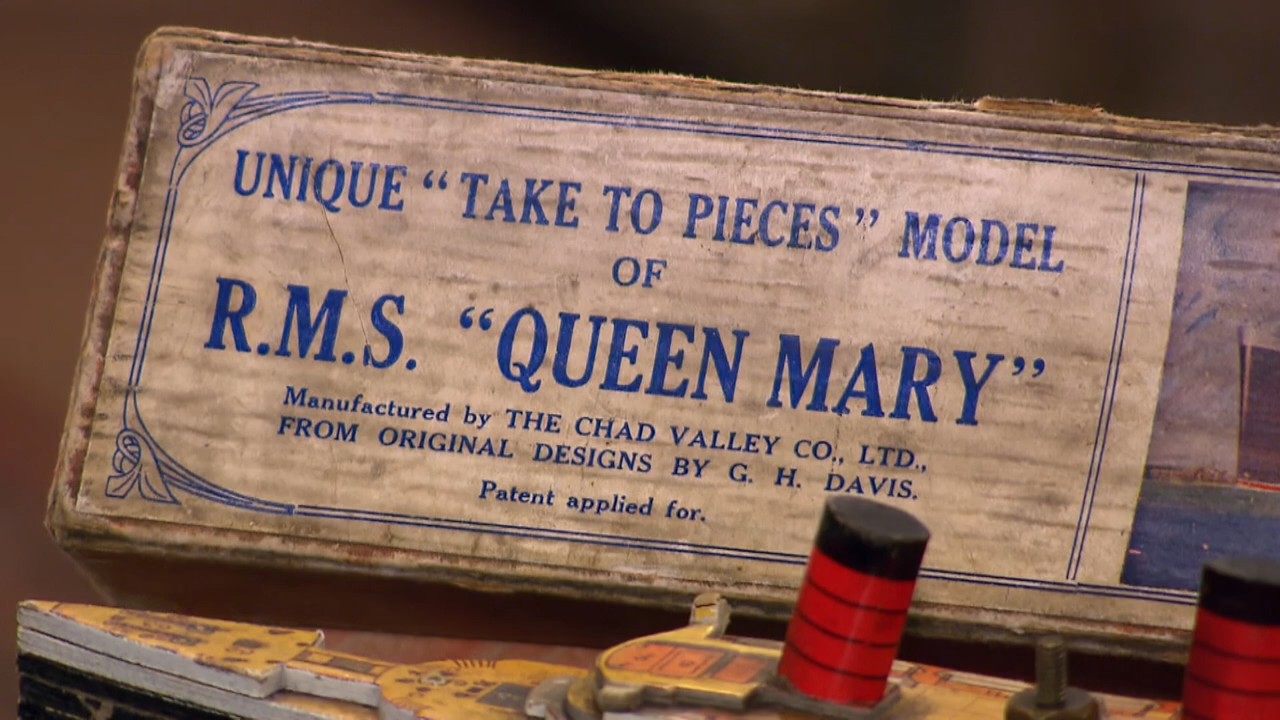 UNIQUE “TAKE TO PIECES” MODEL
OF
R.M.S. “QUEEN MARY”
Manufactured by THE CHAD VALLEY CO., LTD.,
FROM ORIGINAL DESIGNS BY G. H. DAVIS.
Patent applied for.